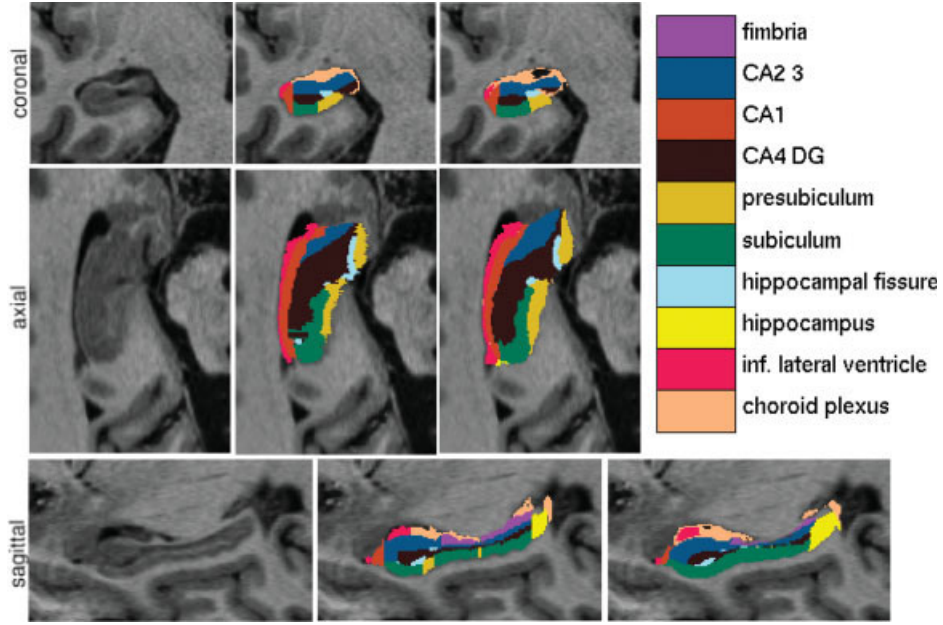 coronal
axial
sagittal
fimbria
CA2 3
CA1
CA4 DG
presubiculum
subiculum
hippocampal fissure
hippocampus
inf. lateral ventricle
choroid plexus